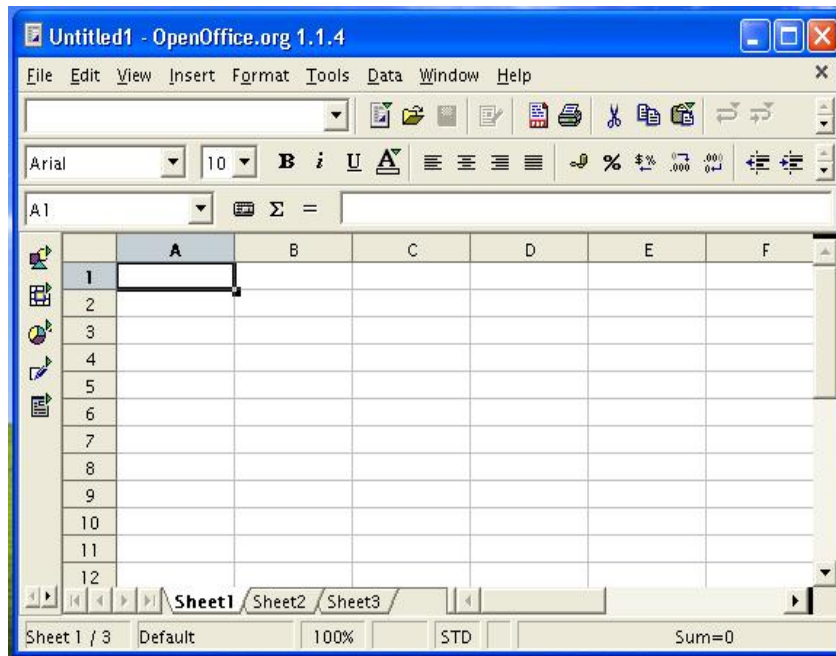 Untitled1 - OpenOffice.org 1.1.4
File Edit View Insert Format Tools Data Window Help
Arial 10 B i U A % $% .000 .000
A1 Σ =
A B C D E F
1
2
3
4
5
6
7
8
9
10
11
12
Sheet1 Sheet2 Sheet3
Sheet 1 / 3 Default 100% STD Sum=0